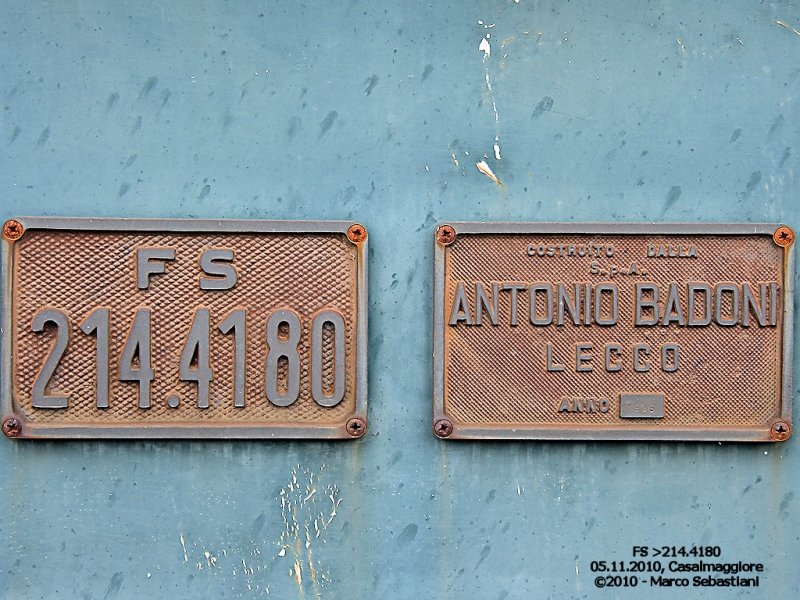 FS
214.4180
COSTRUITO DALLA
S.p.A.
ANTONIO BADONI
LECCO
ANNO
FS >214.4180
05.11.2010, Casalmaggiore
©2010 - Marco Sebastiani